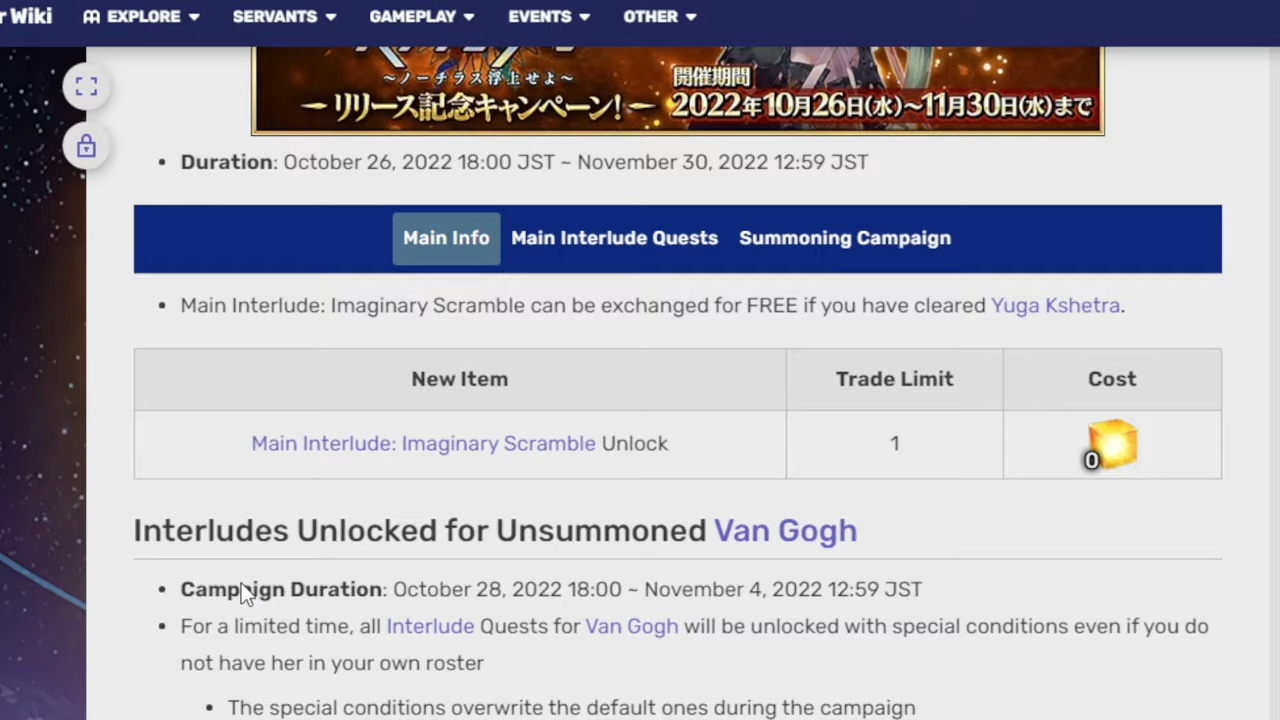 r Wiki EXPLORE SERVANTS GAMEPLAY EVENTS OTHER
～ノーチラス浮上せよ～
開催期間
－リリース記念キャンペーン!－ 2022年10月26日(水)～11月30日(水)まで
• Duration: October 26, 2022 18:00 JST ~ November 30, 2022 12:59 JST
Main Info Main Interlude Quests Summoning Campaign
• Main Interlude: Imaginary Scramble can be exchanged for FREE if you have cleared Yuga Kshetra.
New Item Trade Limit Cost
Main Interlude: Imaginary Scramble Unlock 1 0
Interludes Unlocked for Unsummoned Van Gogh
• Campaign Duration: October 28, 2022 18:00 ~ November 4, 2022 12:59 JST
• For a limited time, all Interlude Quests for Van Gogh will be unlocked with special conditions even if you do
not have her in your own roster
• The special conditions overwrite the default ones during the campaign